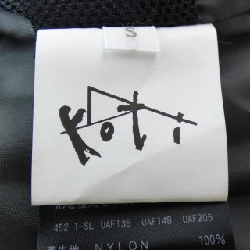 S
Koti
452 1-SL UAF136 UAF148 UAF205
NYLON 100%